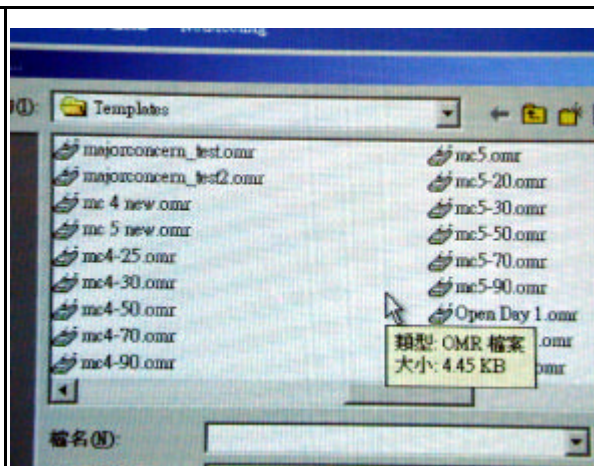 (I):
Templates
majorconcern_test.omr
majorconcern_test2.omr
mc 4 new.omr
mc 5 new.omr
mc4-25.omr
mc4-30.omr
mc4-50.omr
mc4-70.omr
mc4-90.omr
mc5.omr
mc5-20.omr
mc5-30.omr
mc5-50.omr
mc5-70.omr
mc5-90.omr
Open Day 1.omr
.omr
omr
類型: OMR 檔案
大小: 4.45 KB
檔名(N):